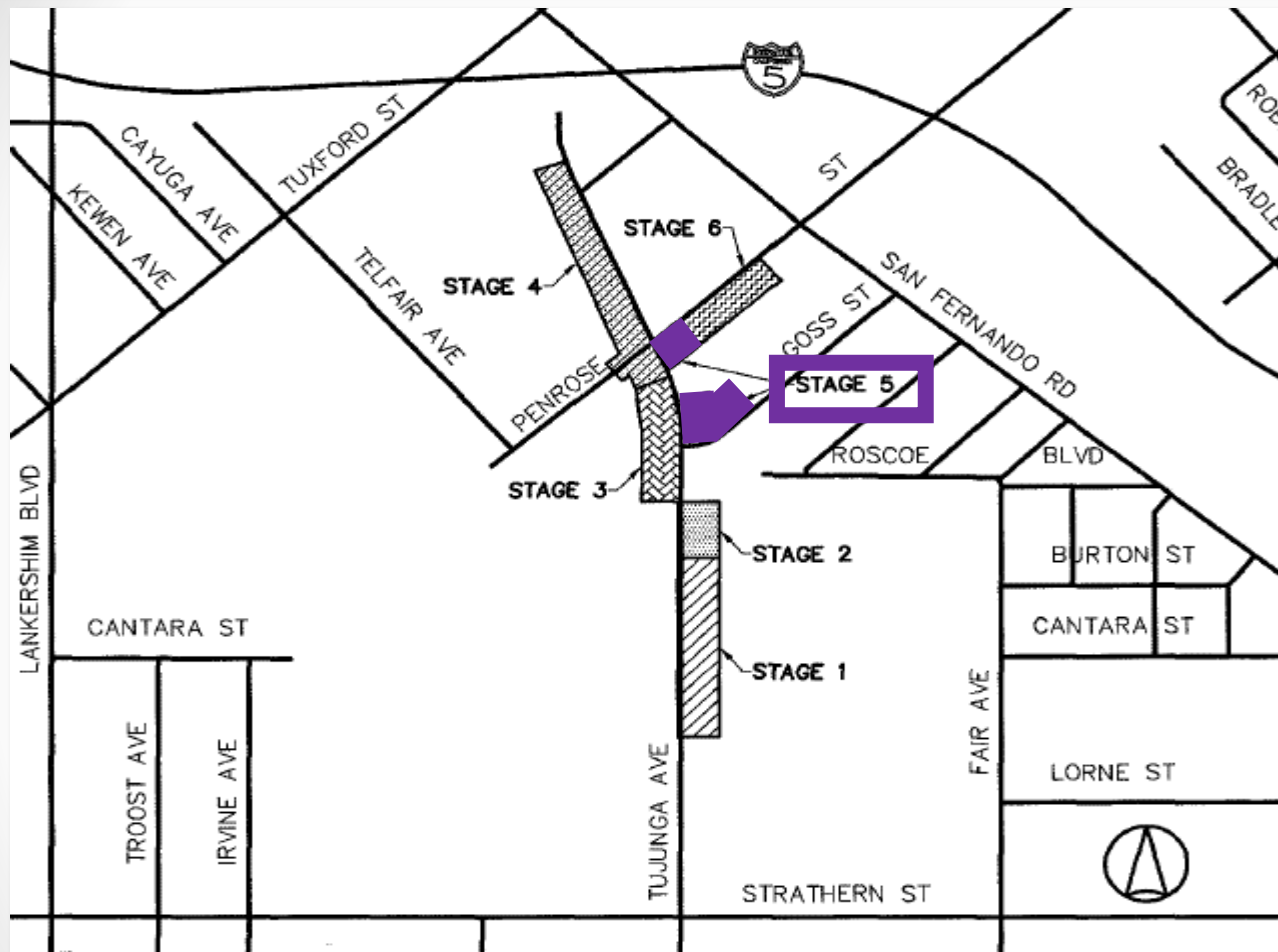 5
TUXFORD ST
CAYUGA AVE
KEWEN AVE
ST
BRADLE
STAGE 6
TELFAIR AVE
STAGE 4
SAN FERNANDO RD
GOSS ST
PENROSE
STAGE 5
ROSCOE
BLVD
STAGE 3
LANKERSHIM BLVD
STAGE 2
BURTON ST
CANTARA ST
CANTARA ST
STAGE 1
FAIR AVE
TROOST AVE
IRVINE AVE
TUJUNGA AVE
LORNE ST
STRATHERN ST